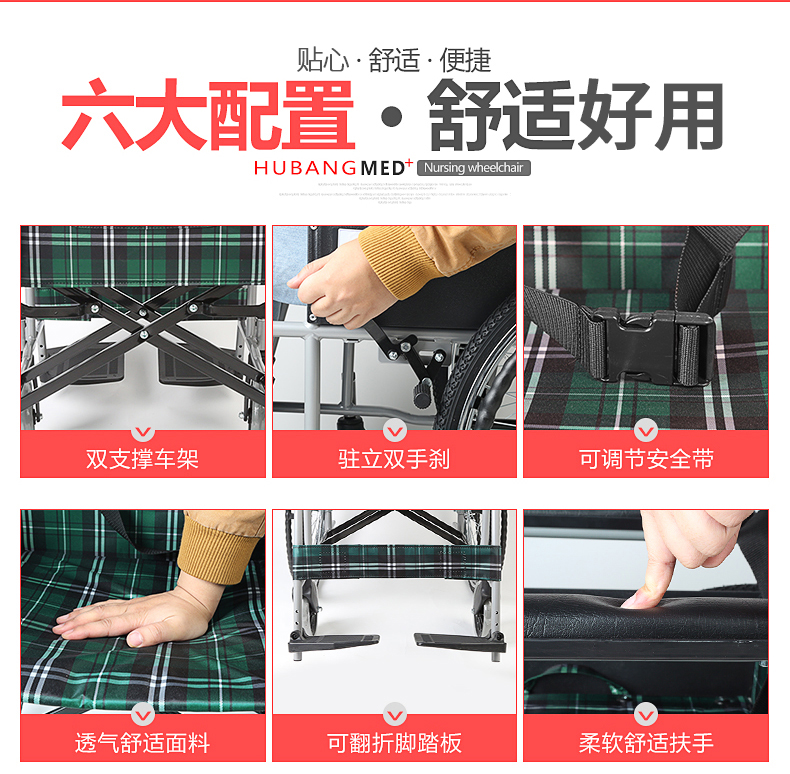 贴心·舒适·便捷
六大配置·舒适好用
HUBANGMED+ Nursing wheelchair
双支撑车架
驻立双手刹
可调节安全带
透气舒适面料
可翻折脚踏板
柔软舒适扶手